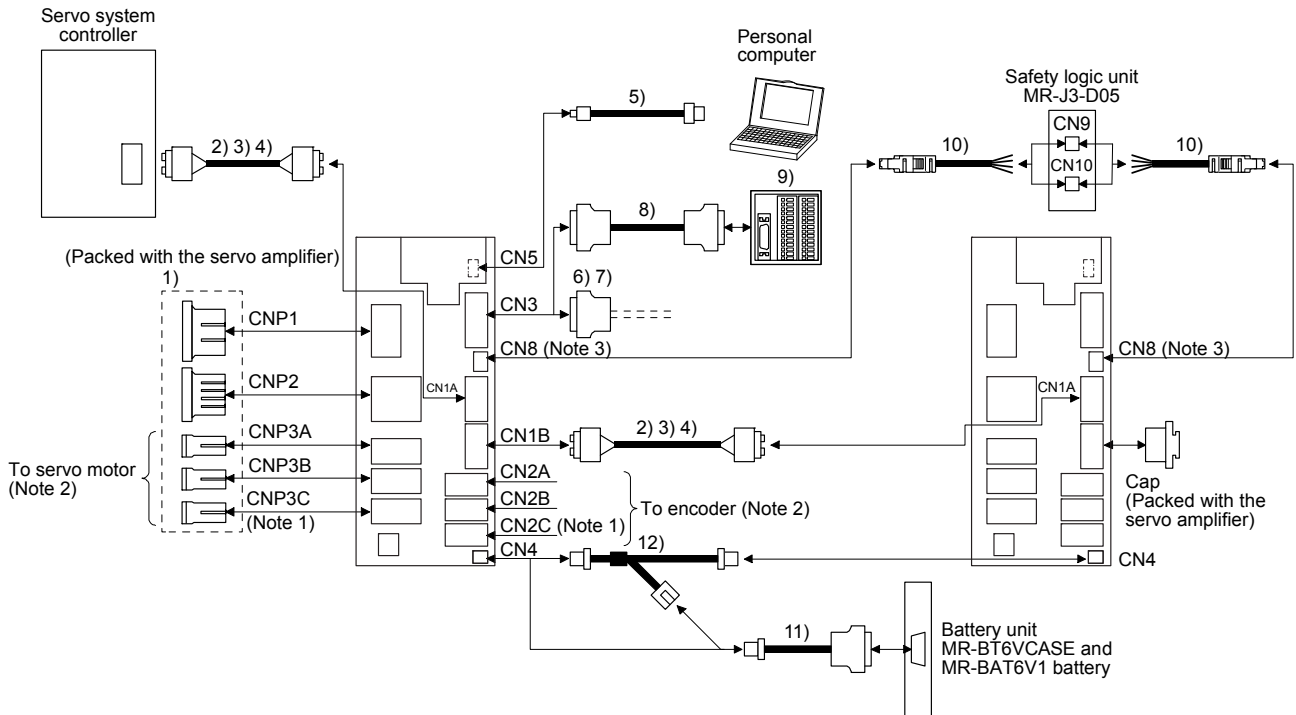 Servo system
controller
2) 3) 4)
5)
Personal
computer
Safety logic unit
MR-J3-D05
CN9
CN10
10)
10)
8)
9)
6) 7)
(Packed with the servo amplifier)
1)
CNP1
CNP2
CNP3A
CNP3B
CNP3C
(Note 1)
To servo motor
(Note 2)
CN5
CN3
CN8 (Note 3)
CN1A
CN1B
2) 3) 4)
CN2A
CN2B
CN2C (Note 1)
To encoder (Note 2)
CN4
12)
11)
CN8 (Note 3)
CN1A
Cap
(Packed with the
servo amplifier)
CN4
Battery unit
MR-BT6VCASE and
MR-BAT6V1 battery